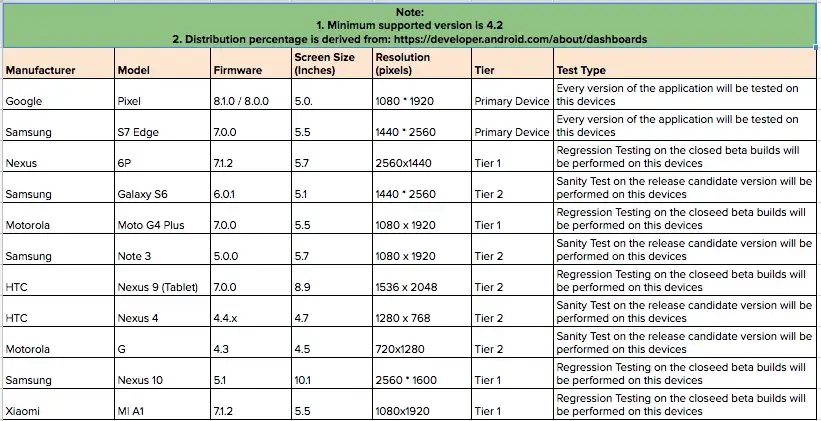 Note:
1. Minimum supported version is 4.2
2. Distribution percentage is derived from: https://developer.android.com/about/dashboards
Manufacturer Model Firmware Screen Size (Inches) Resolution (pixels) Tier Test Type
Google Pixel 8.1.0 / 8.0.0 5.0. 1080 * 1920 Primary Device Every version of the application will be tested on this devices
Samsung S7 Edge 7.0.0 5.5 1440 * 2560 Primary Device Every version of the application will be tested on this devices
Nexus 6P 7.1.2 5.7 2560x1440 Tier 1 Regression Testing on the closed beta builds will be performed on this devices
Samsung Galaxy S6 6.0.1 5.1 1440 * 2560 Tier 2 Sanity Test on the release candidate version will be performed on this devices
Motorola Moto G4 Plus 7.0.0 5.5 1080 x 1920 Tier 1 Regression Testing on the closeed beta builds will be performed on this devices
Samsung Note 3 5.0.0 5.7 1080 x 1920 Tier 2 Sanity Test on the release candidate version will be performed on this devices
HTC Nexus 9 (Tablet) 7.0.0 8.9 1536 x 2048 Tier 2 Regression Testing on the closeed beta builds will be performed on this devices
HTC Nexus 4 4.4.x 4.7 1280 x 768 Tier 2 Sanity Test on the release candidate version will be performed on this devices
Motorola G 4.3 4.5 720x1280 Tier 2 Sanity Test on the release candidate version will be performed on this devices
Samsung Nexus 10 5.1 10.1 2560 * 1600 Tier 1 Regression Testing on the closeed beta builds will be performed on this devices
Xiaomi MI A1 7.1.2 5.5 1080x1920 Tier 1 Regression Testing on the closeed beta builds will be performed on this devices